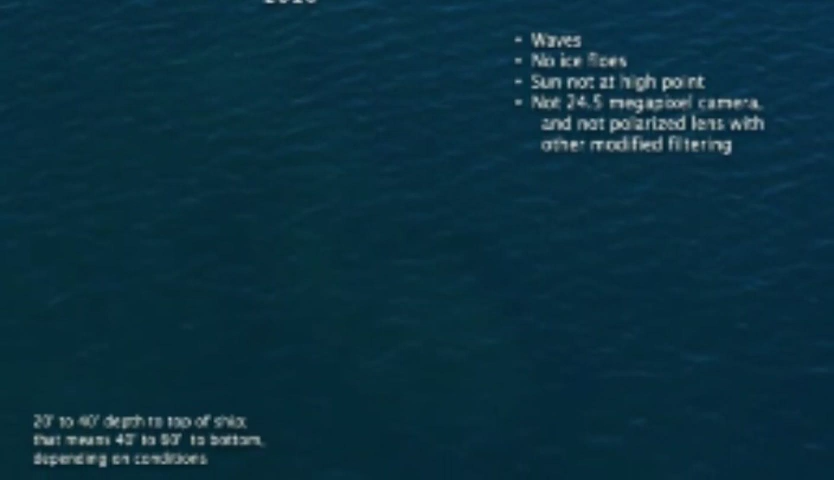 • Waves
• No ice floes
• Sun not at high point
• Not 24.5 megapixel camera,
and not polarized lens with
other modified filtering
20' to 40' depth to top of ship;
that means 40' to 90' to bottom,
depending on conditions